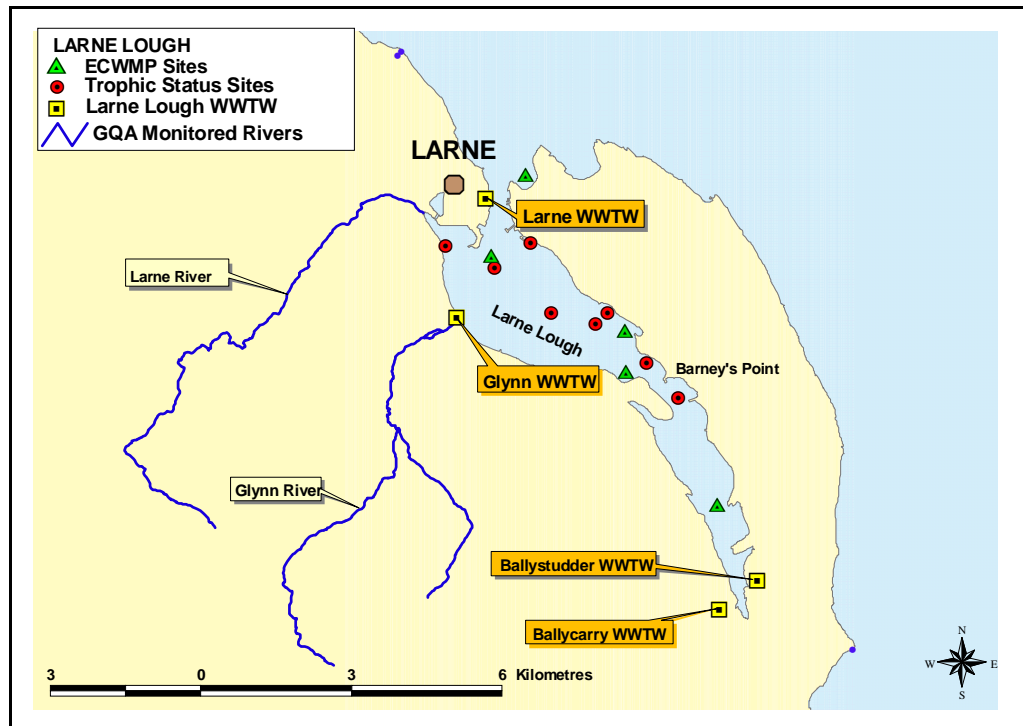 LARNE LOUGH
ECWMP Sites
Trophic Status Sites
Larne Lough WWTW
GQA Monitored Rivers
LARNE
Larne WWTW
Larne River
Larne Lough
Barney's Point
Glynn WWTW
Glynn River
Ballystudder WWTW
Ballycarry WWTW
3 0 3 6 Kilometres
N
W E
S